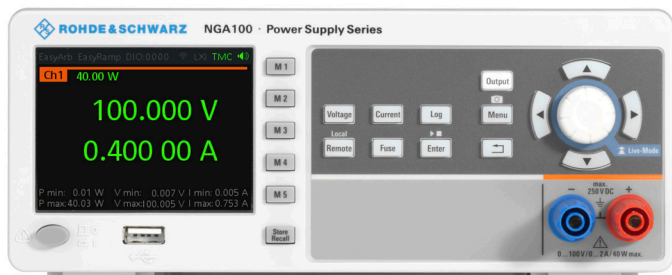 ROHDE & SCHWARZ NGA100 · Power Supply Series
EasyArb EasyRamp DIO:0000 LXI TMC
Ch1 40.00 W
100.000 V
0.400 00 A
P min: 0.01 W V min: 0.007 V I min: 0.005 A
P max:40.03 W V max:100.005 V I max: 0.753 A
M 1
M 2
M 3
M 4
M 5
Store
Recall
Output
Voltage Current Log Menu
Local
Remote Fuse Enter
Live-Mode
max.
250 V DC
− +
0...100V/0...2A/40W max.